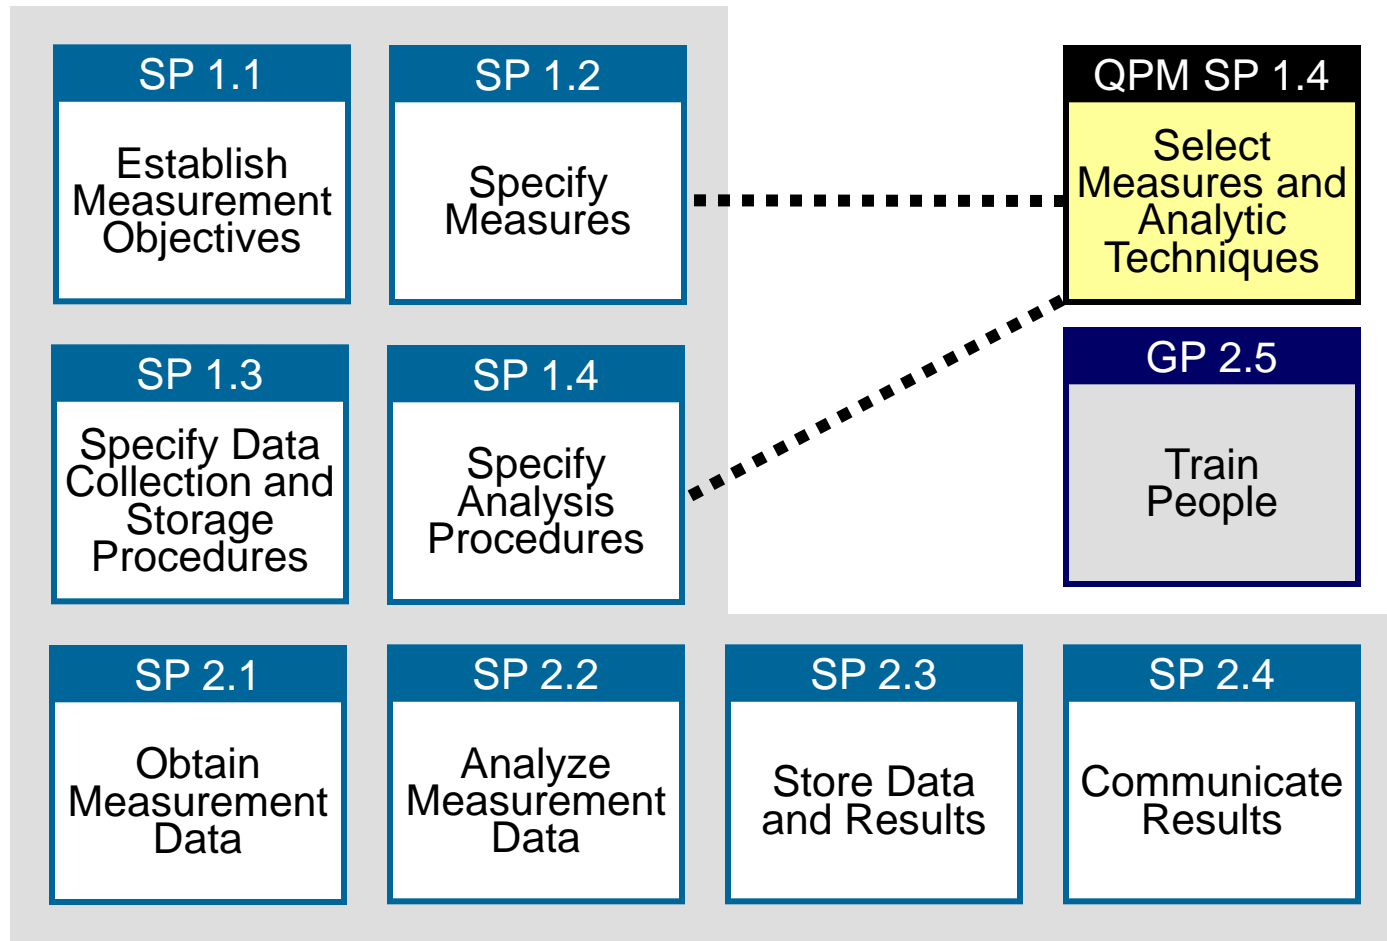 SP 1.1
Establish
Measurement
Objectives
SP 1.2
Specify
Measures
QPM SP 1.4
Select
Measures and
Analytic
Techniques
SP 1.3
Specify Data
Collection and
Storage
Procedures
SP 1.4
Specify
Analysis
Procedures
GP 2.5
Train
People
SP 2.1
Obtain
Measurement
Data
SP 2.2
Analyze
Measurement
Data
SP 2.3
Store Data
and Results
SP 2.4
Communicate
Results